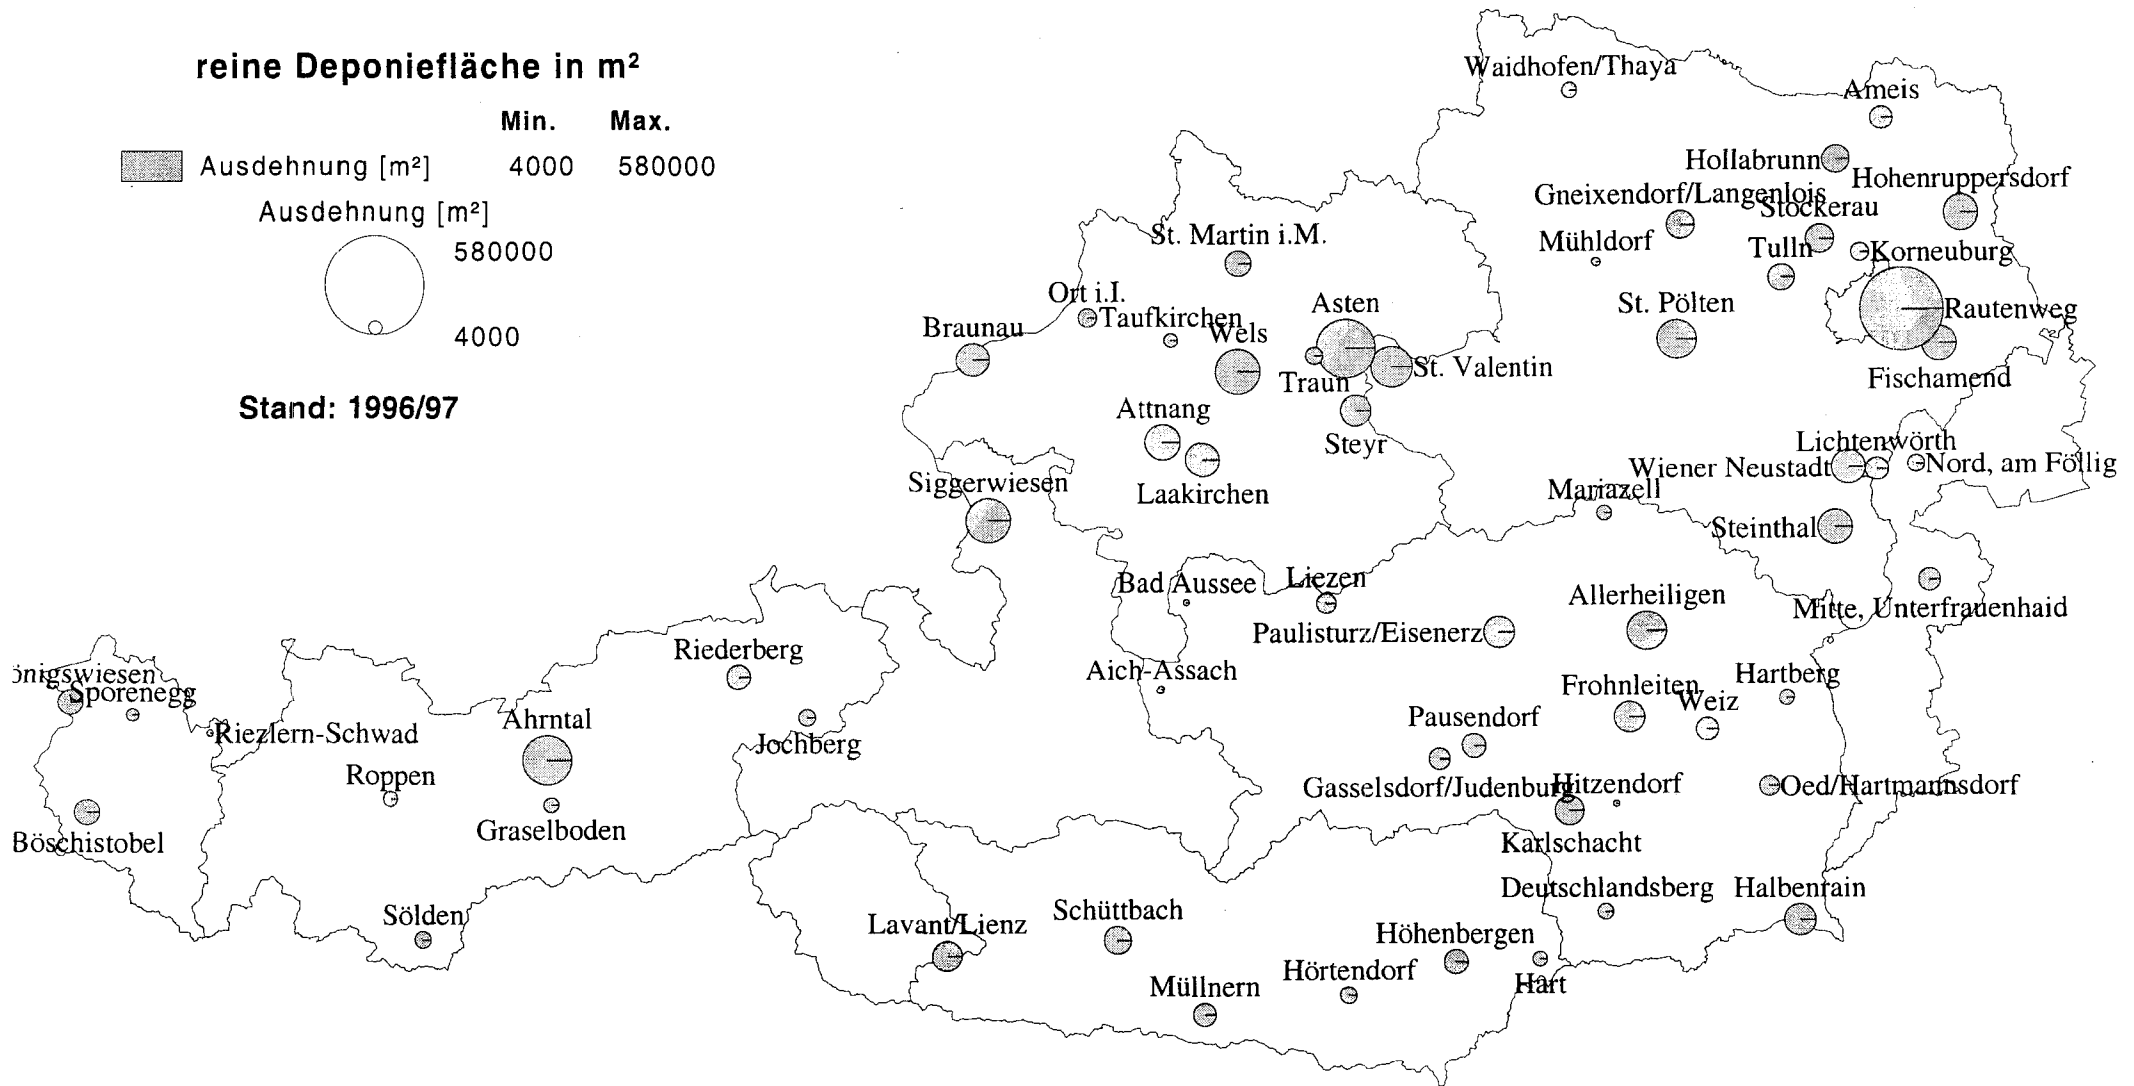 reine Deponiefläche in m²
Min. Max.
Ausdehnung [m²] 4000 580000
Ausdehnung [m²]
580000
4000
Stand: 1996/97
Waidhofen/Thaya
Ameis
Hollabrunn
Hohenruppersdorf
Gneixendorf/Langenlois
Stockerau
St. Martin i.M.
Mühldorf
Tulln
Korneuburg
Ort i.I.
Taufkirchen
Asten
St. Pölten
Rautenweg
Braunau
Wels
St. Valentin
Traun
Fischamend
Attnang
Steyr
Lichtenwörth
Wiener Neustadt
Nord, am Föllig
Siggerwiesen
Laakirchen
Mariazell
Steinthal
Bad Aussee
Liezen
Allerheiligen
Mitte, Unterfrauenhaid
Paulisturz/Eisenerz
Riederberg
önigswiesen
Sporenegg
Aich-Assach
Hartberg
Frohnleiten
Weiz
Riezlern-Schwad
Ahrntal
Jochberg
Pausendorf
Roppen
Gasselsdorf/Judenburg
Hitzendorf
Oed/Hartmannsdorf
Graselboden
Böschistobel
Karlschacht
Deutschlandsberg
Halbenrain
Sölden
Lavant/Lienz
Schüttbach
Höhenbergen
Hörtendorf
Hart
Müllnern